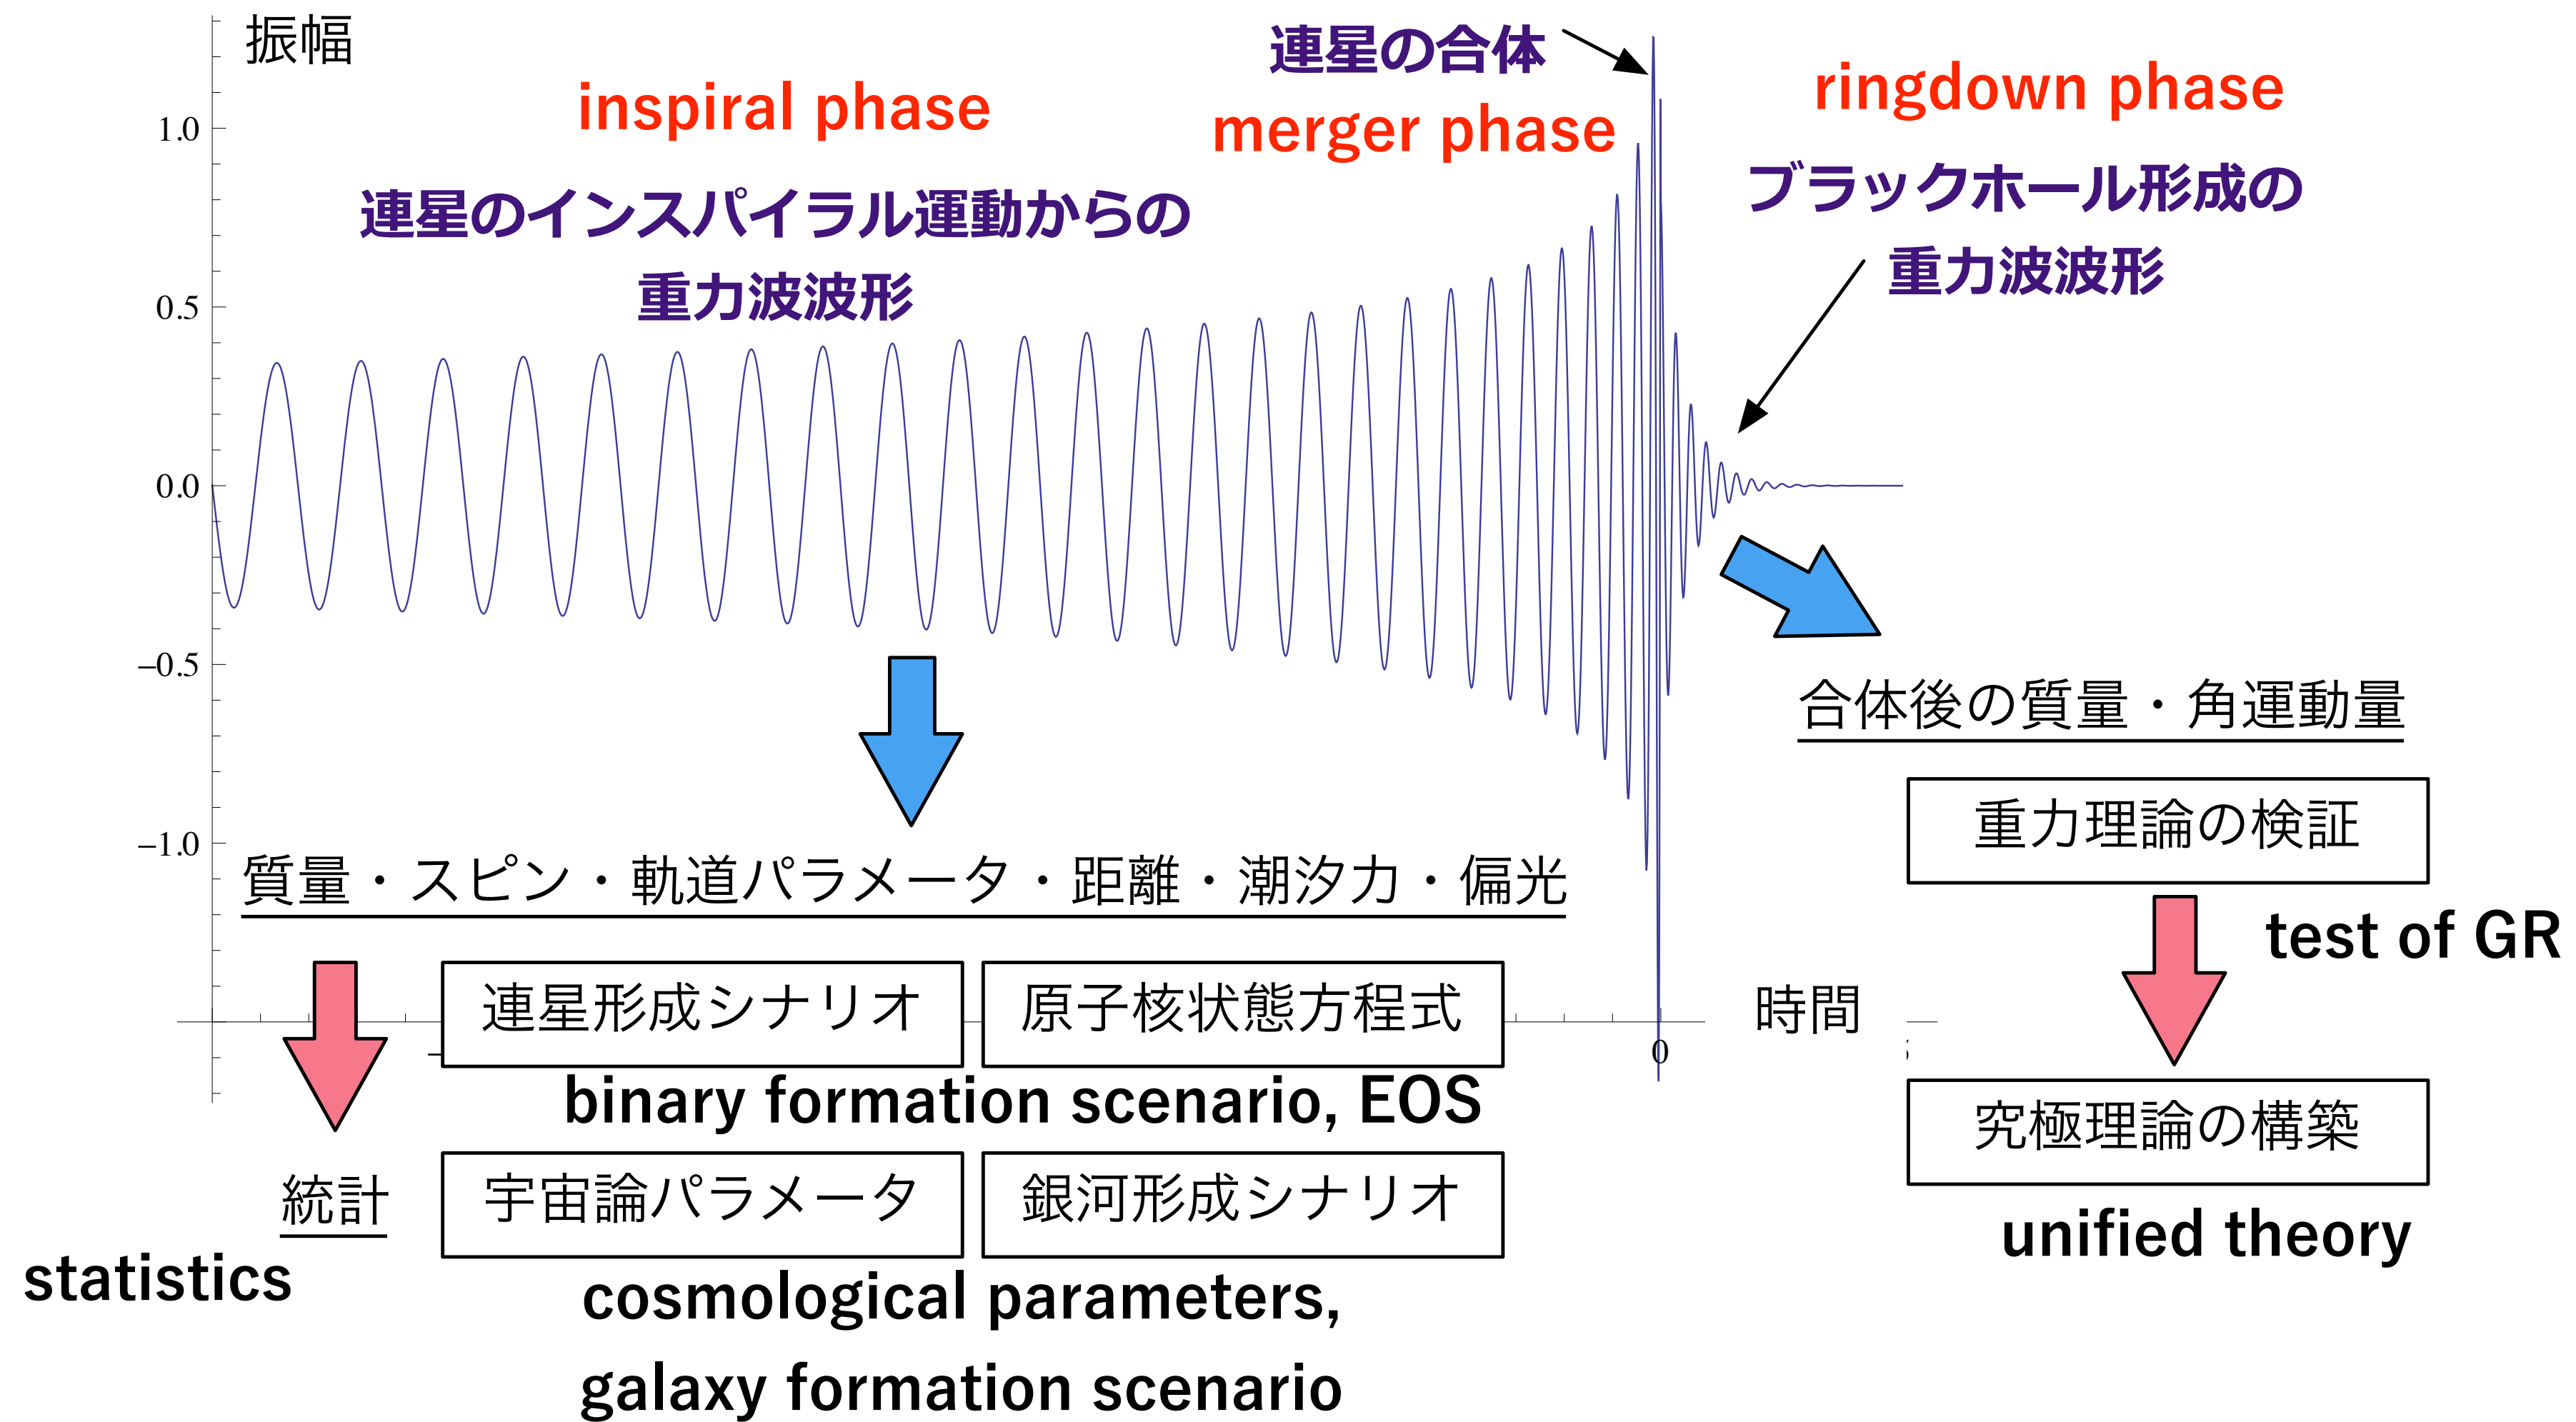 振幅
連星の合体
merger phase
inspiral phase
ringdown phase
連星のインスパイラル運動からの
重力波波形
ブラックホール形成の
重力波波形
1.0
0.5
0.0
−0.5
−1.0
合体後の質量・角運動量
重力理論の検証
test of GR
究極理論の構築
unified theory
質量・スピン・軌道パラメータ・距離・潮汐力・偏光
連星形成シナリオ
原子核状態方程式
時間
0
binary formation scenario, EOS
統計
statistics
宇宙論パラメータ
銀河形成シナリオ
cosmological parameters,
galaxy formation scenario